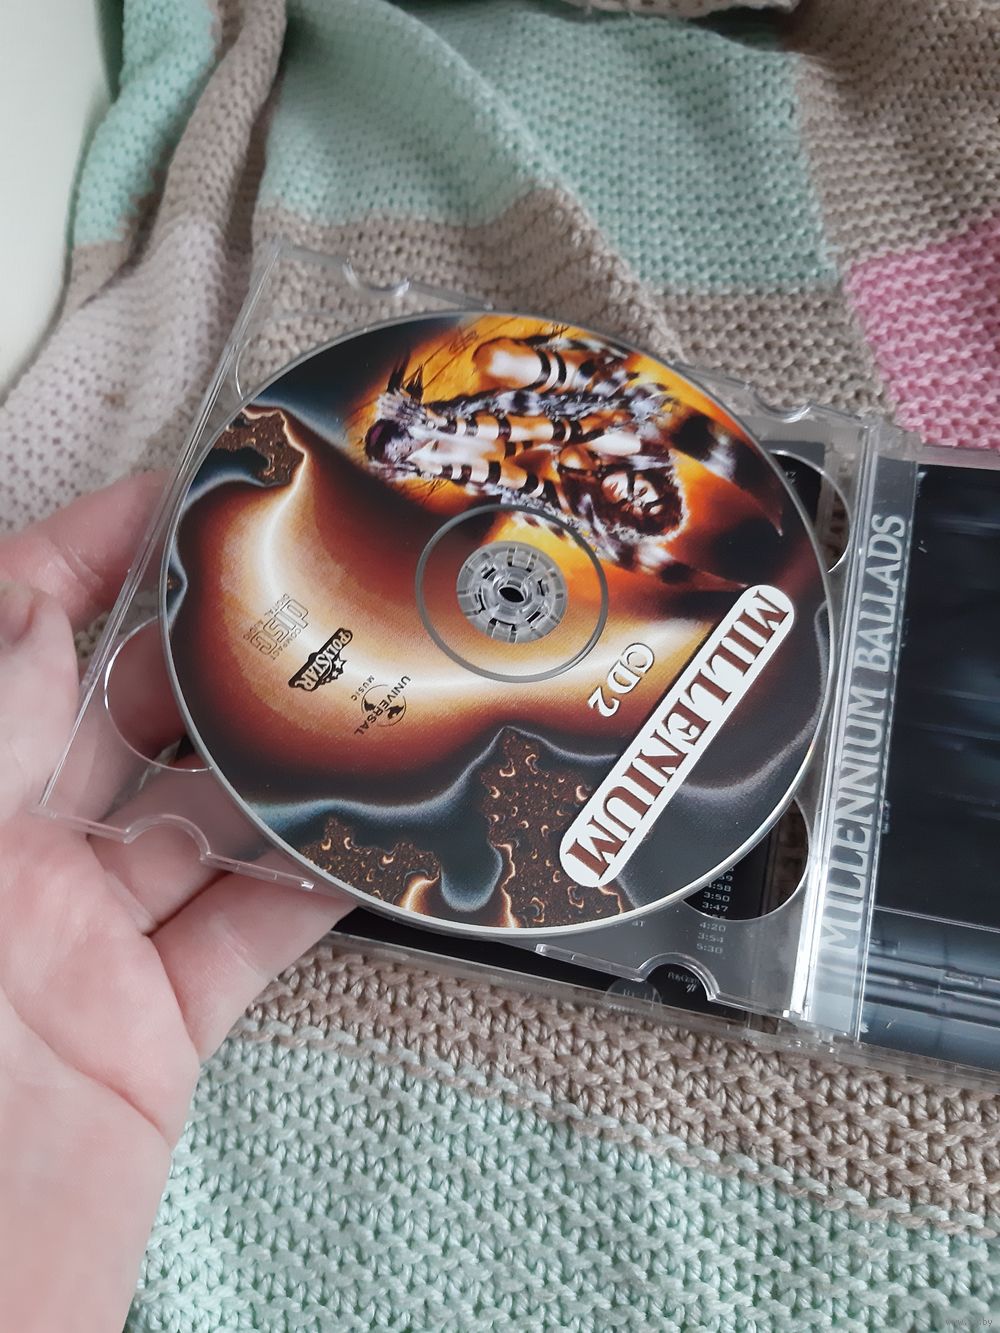 MILLENIUM
CD2
UNIVERSAL
MUSIC
POLYSTAR
COMPACT
disc
DIGITAL AUDIO
MILLENNIUM BALLADS
4:58
3:50
3:47
4:20
3:54
5:30